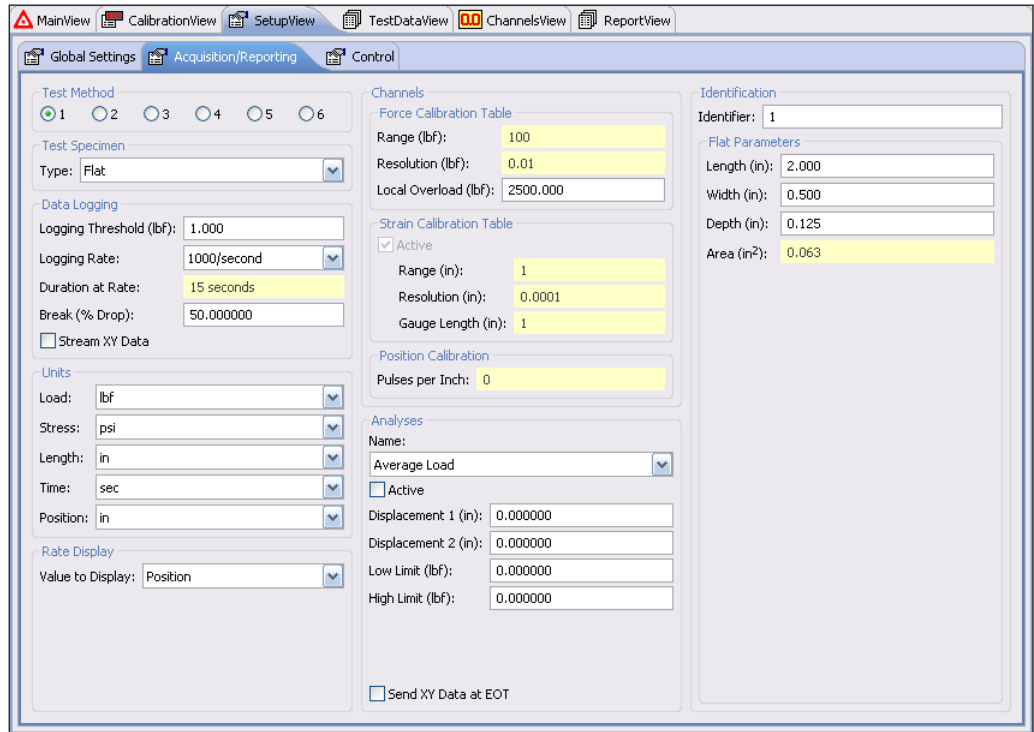 MainView CalibrationView SetupView TestDataView 0.0 ChannelsView ReportView
Global Settings Acquisition/Reporting Control
Test Method
1 2 3 4 5 6
Test Specimen
Type: Flat
Data Logging
Logging Threshold (lbf): 1.000
Logging Rate: 1000/second
Duration at Rate: 15 seconds
Break (% Drop): 50.000000
Stream XY Data
Units
Load: lbf
Stress: psi
Length: in
Time: sec
Position: in
Rate Display
Value to Display: Position
Channels
Force Calibration Table
Range (lbf): 100
Resolution (lbf): 0.01
Local Overload (lbf): 2500.000
Strain Calibration Table
Active
Range (in): 1
Resolution (in): 0.0001
Gauge Length (in): 1
Position Calibration
Pulses per Inch: 0
Analyses
Name:
Average Load
Active
Displacement 1 (in): 0.000000
Displacement 2 (in): 0.000000
Low Limit (lbf): 0.000000
High Limit (lbf): 0.000000
Send XY Data at EOT
Identification
Identifier: 1
Flat Parameters
Length (in): 2.000
Width (in): 0.500
Depth (in): 0.125
Area (in²): 0.063